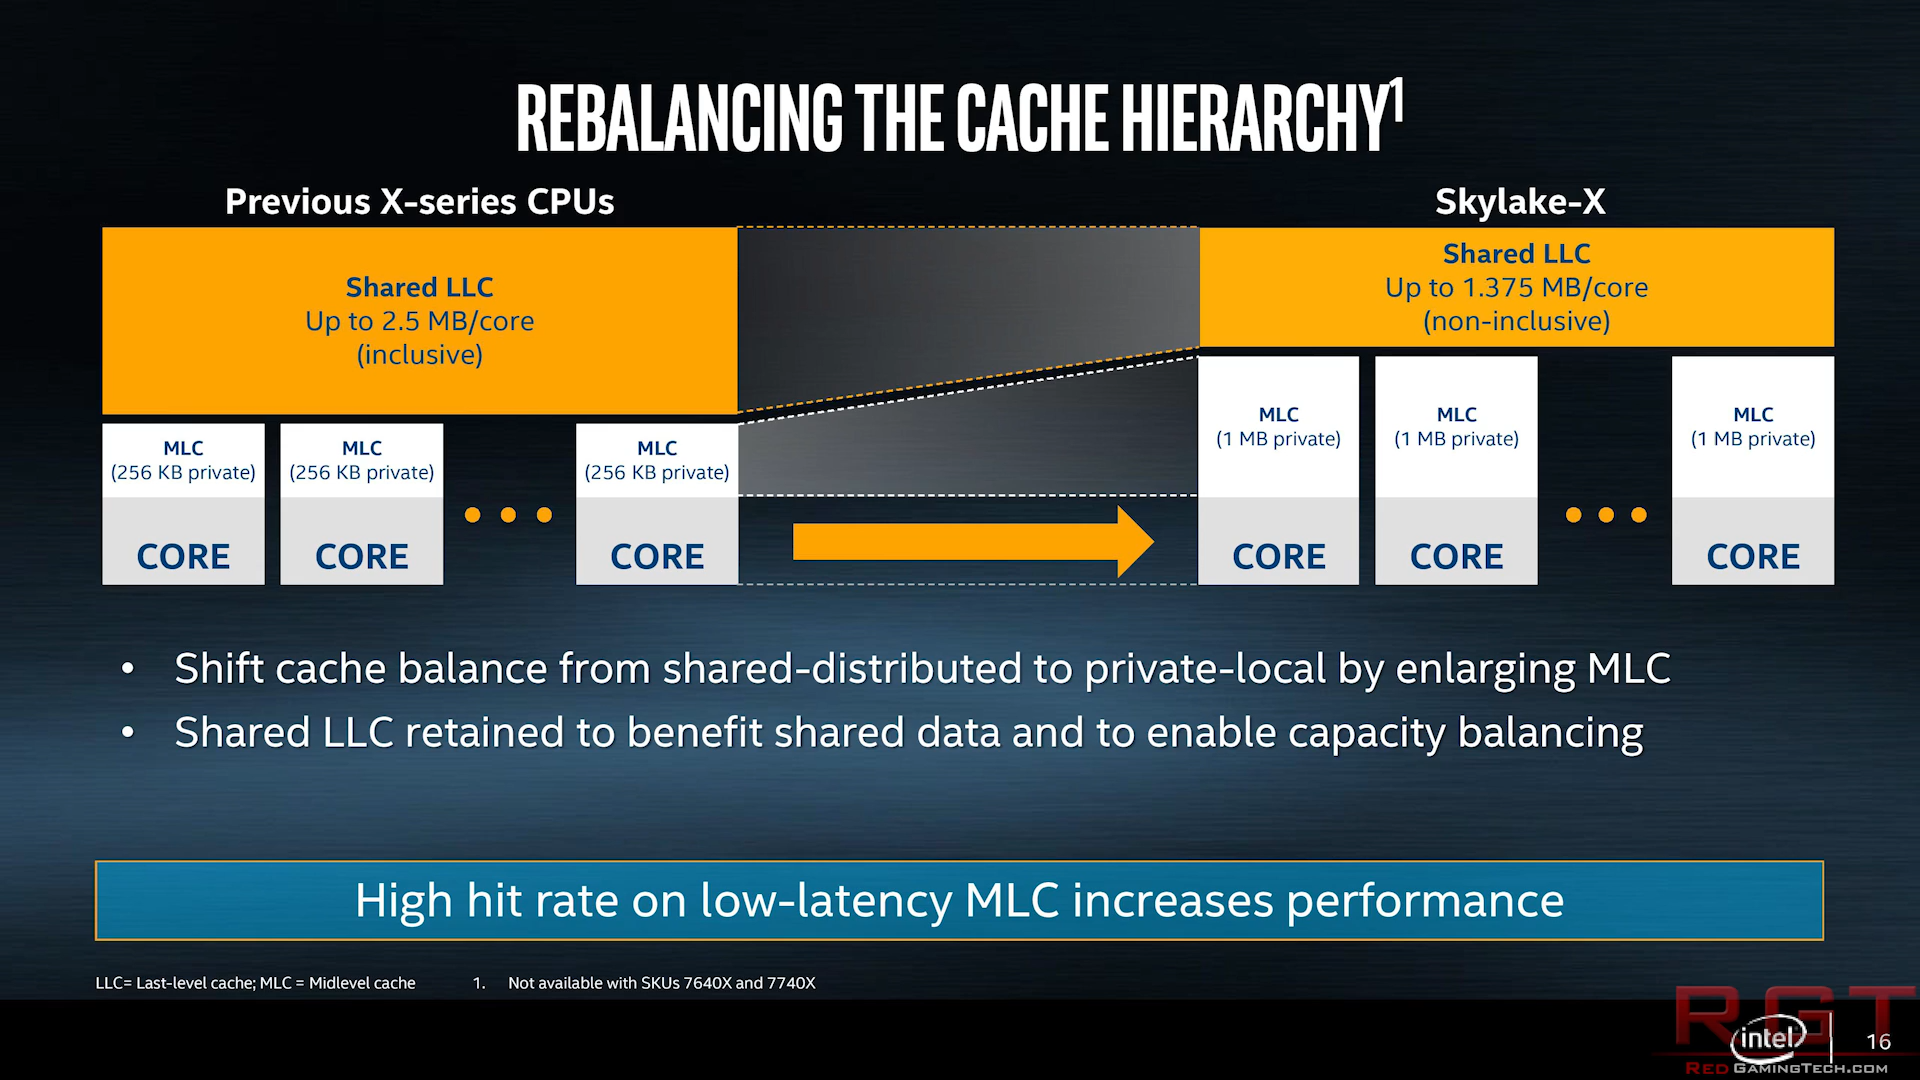 REBALANCING THE CACHE HIERARCHY¹
Previous X-series CPUs
Skylake-X
Shared LLC
Up to 2.5 MB/core
(inclusive)
Shared LLC
Up to 1.375 MB/core
(non-inclusive)
MLC
(256 KB private)
MLC
(256 KB private)
MLC
(256 KB private)
MLC
(1 MB private)
MLC
(1 MB private)
MLC
(1 MB private)
CORE
CORE
CORE
CORE
CORE
CORE
• Shift cache balance from shared-distributed to private-local by enlarging MLC
• Shared LLC retained to benefit shared data and to enable capacity balancing
High hit rate on low-latency MLC increases performance
LLC= Last-level cache; MLC = Midlevel cache
1. Not available with SKUs 7640X and 7740X
RGT
intel
16
REDGAMINGTECH.COM